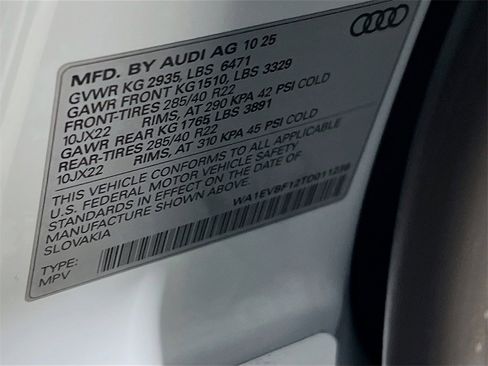 MFD. BY AUDI AG 10 25
GVWR KG 2935, LBS 6471
GAWR FRONT KG 1510, LBS 3329
FRONT-TIRES 285/40 R22
10JX22 RIMS, AT 290 KPA 42 PSI COLD
GAWR REAR KG 1765, LBS 3891
REAR-TIRES 285/40 R22
10JX22 RIMS, AT 310 KPA 45 PSI COLD
THIS VEHICLE CONFORMS TO ALL APPLICABLE
U.S. FEDERAL MOTOR VEHICLE SAFETY
STANDARDS IN EFFECT ON THE DATE OF
MANUFACTURE SHOWN ABOVE.
SLOVAKIA
WA1EVBF12TD011238
TYPE:
MPV